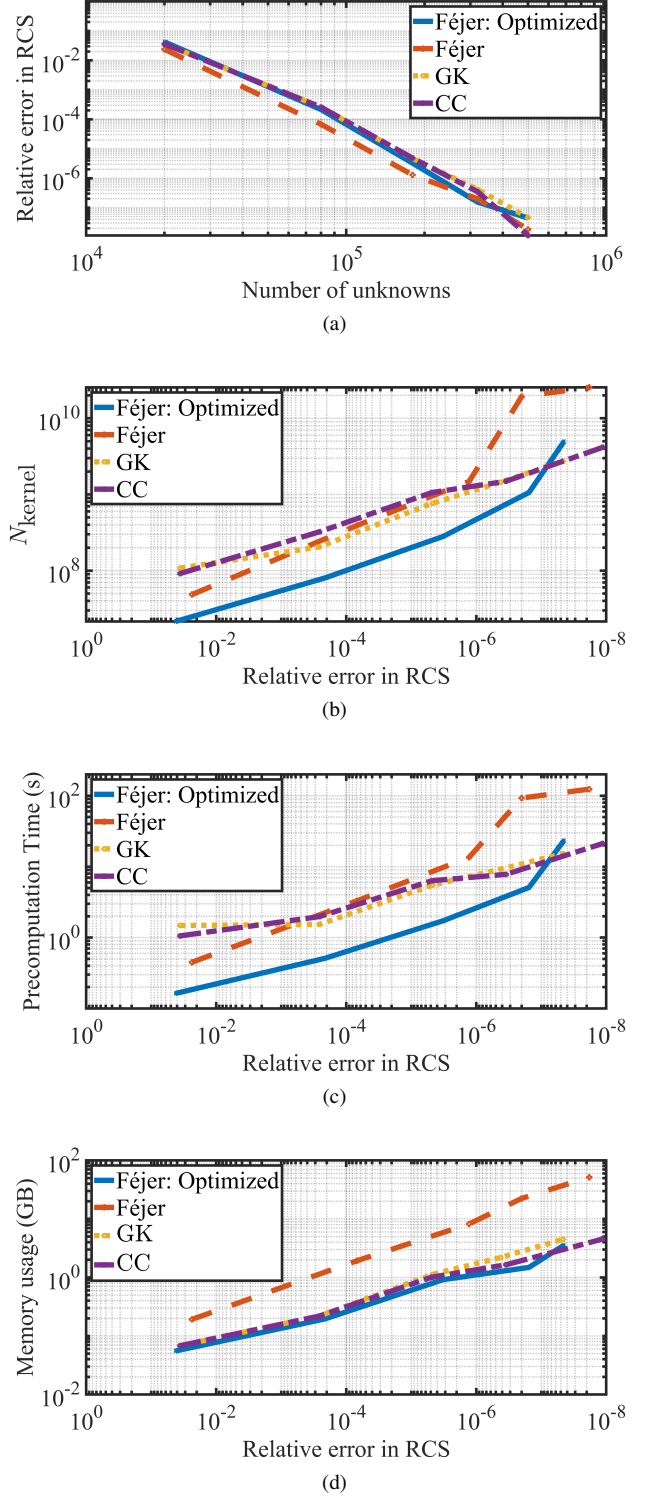 Relative error in RCS
10^-2
10^-4
10^-6
Féjer: Optimized
Féjer
GK
CC
10^4
10^5
10^6
Number of unknowns
(a)
N_kernel
10^10
10^8
Féjer: Optimized
Féjer
GK
CC
10^0
10^-2
10^-4
10^-6
10^-8
Relative error in RCS
(b)
Precomputation Time (s)
10^2
10^0
Féjer: Optimized
Féjer
GK
CC
10^0
10^-2
10^-4
10^-6
10^-8
Relative error in RCS
(c)
Memory usage (GB)
10^2
10^0
10^-2
Féjer: Optimized
Féjer
GK
CC
10^0
10^-2
10^-4
10^-6
10^-8
Relative error in RCS
(d)